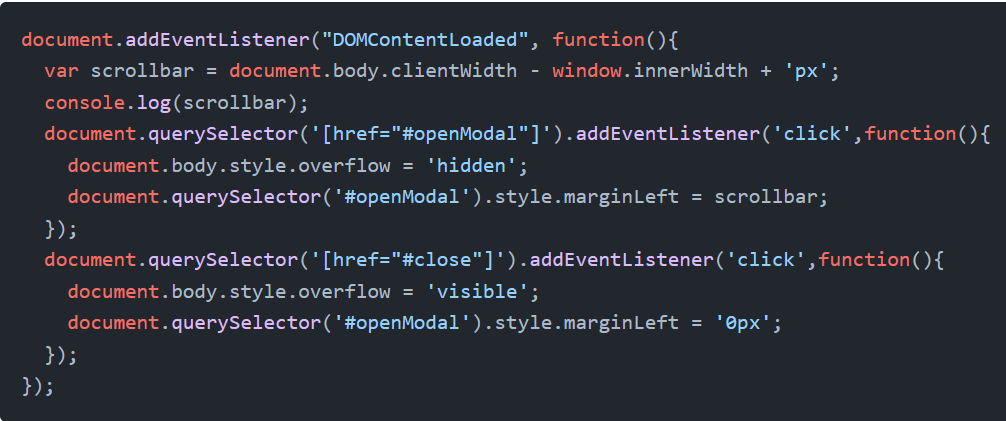 document.addEventListener("DOMContentLoaded", function(){
  var scrollbar = document.body.clientWidth - window.innerWidth + 'px';
  console.log(scrollbar);
  document.querySelector('[href="#openModal"]').addEventListener('click',function(){
    document.body.style.overflow = 'hidden';
    document.querySelector('#openModal').style.marginLeft = scrollbar;
  });
  document.querySelector('[href="#close"]').addEventListener('click',function(){
    document.body.style.overflow = 'visible';
    document.querySelector('#openModal').style.marginLeft = '0px';
  });
});